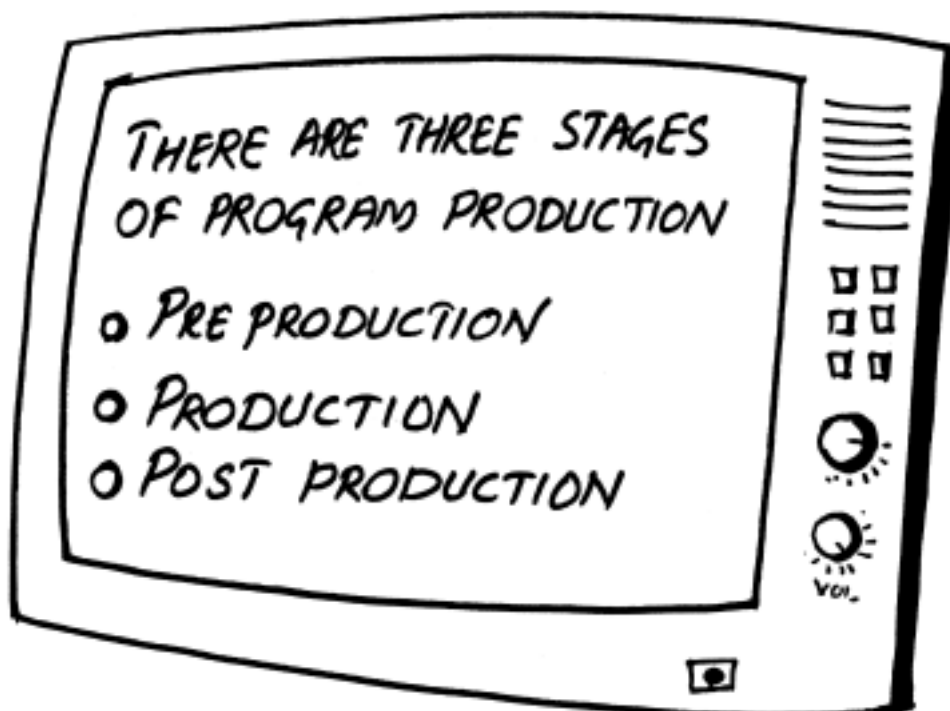 THERE ARE THREE STAGES
OF PROGRAM PRODUCTION
PRE PRODUCTION
PRODUCTION
POST PRODUCTION
VOL.